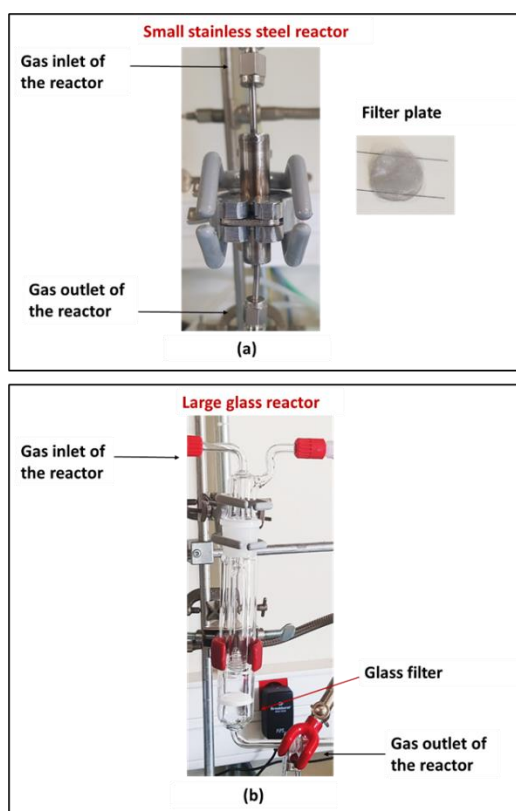 Small stainless steel reactor
Gas inlet of
the reactor
Filter plate
Gas outlet of
the reactor
(a)
Large glass reactor
Gas inlet of
the reactor
Glass filter
Gas outlet of
the reactor
(b)